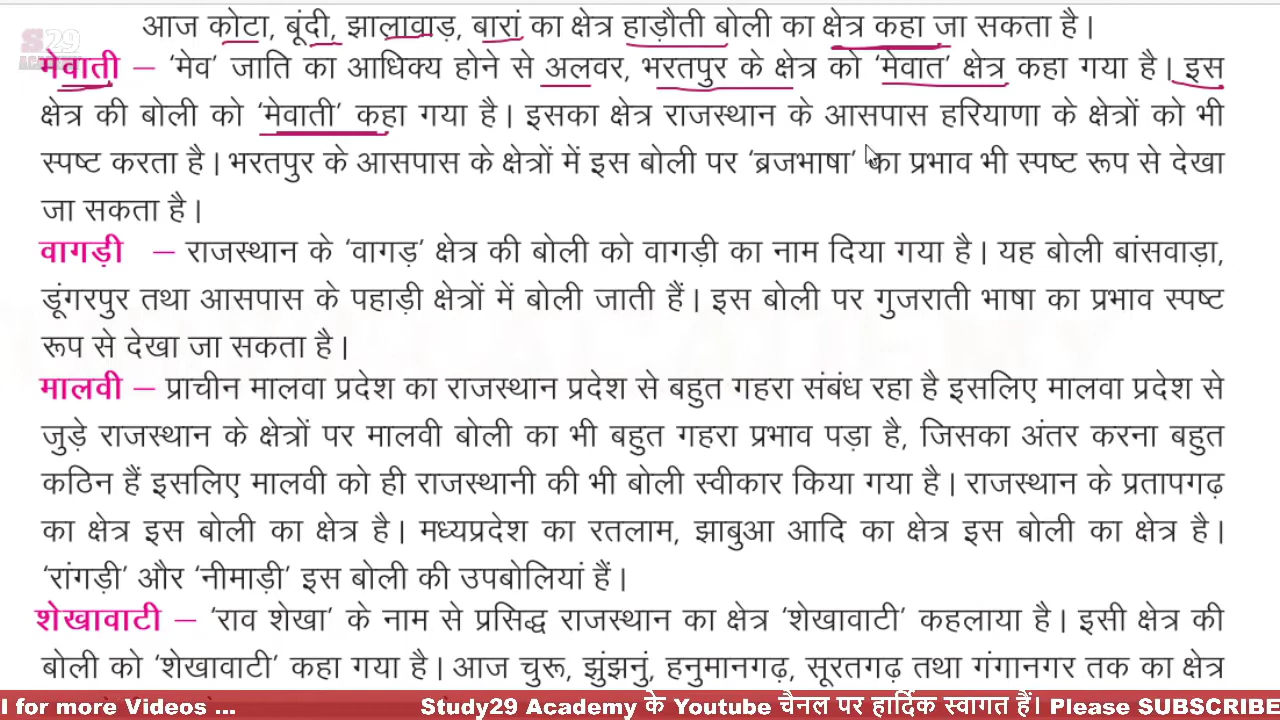 आज कोटा, बूंदी, झालावाड़, बारां का क्षेत्र हाड़ौती बोली का क्षेत्र कहा जा सकता है।
S29
ACADEMY
मेवाती – 'मेव' जाति का आधिक्य होने से अलवर, भरतपुर के क्षेत्र को 'मेवात' क्षेत्र कहा गया है। इस
क्षेत्र की बोली को 'मेवाती' कहा गया है। इसका क्षेत्र राजस्थान के आसपास हरियाणा के क्षेत्रों को भी
स्पष्ट करता है। भरतपुर के आसपास के क्षेत्रों में इस बोली पर 'ब्रजभाषा' का प्रभाव भी स्पष्ट रूप से देखा
जा सकता है।
वागड़ी – राजस्थान के 'वागड़' क्षेत्र की बोली को वागड़ी का नाम दिया गया है। यह बोली बांसवाड़ा,
डूंगरपुर तथा आसपास के पहाड़ी क्षेत्रों में बोली जाती हैं। इस बोली पर गुजराती भाषा का प्रभाव स्पष्ट
रूप से देखा जा सकता है।
मालवी – प्राचीन मालवा प्रदेश का राजस्थान प्रदेश से बहुत गहरा संबंध रहा है इसलिए मालवा प्रदेश से
जुड़े राजस्थान के क्षेत्रों पर मालवी बोली का भी बहुत गहरा प्रभाव पड़ा है, जिसका अंतर करना बहुत
कठिन हैं इसलिए मालवी को ही राजस्थानी की भी बोली स्वीकार किया गया है। राजस्थान के प्रतापगढ़
का क्षेत्र इस बोली का क्षेत्र है। मध्यप्रदेश का रतलाम, झाबुआ आदि का क्षेत्र इस बोली का क्षेत्र है।
'रांगड़ी' और 'नीमाड़ी' इस बोली की उपबोलियां हैं।
शेखावाटी – 'राव शेखा' के नाम से प्रसिद्ध राजस्थान का क्षेत्र 'शेखावाटी' कहलाया है। इसी क्षेत्र की
बोली को 'शेखावाटी' कहा गया है। आज चुरू, झुंझनुं, हनुमानगढ़, सूरतगढ़ तथा गंगानगर तक का क्षेत्र
l for more Videos ... Study29 Academy के Youtube चैनल पर हार्दिक स्वागत हैं। Please SUBSCRIBE